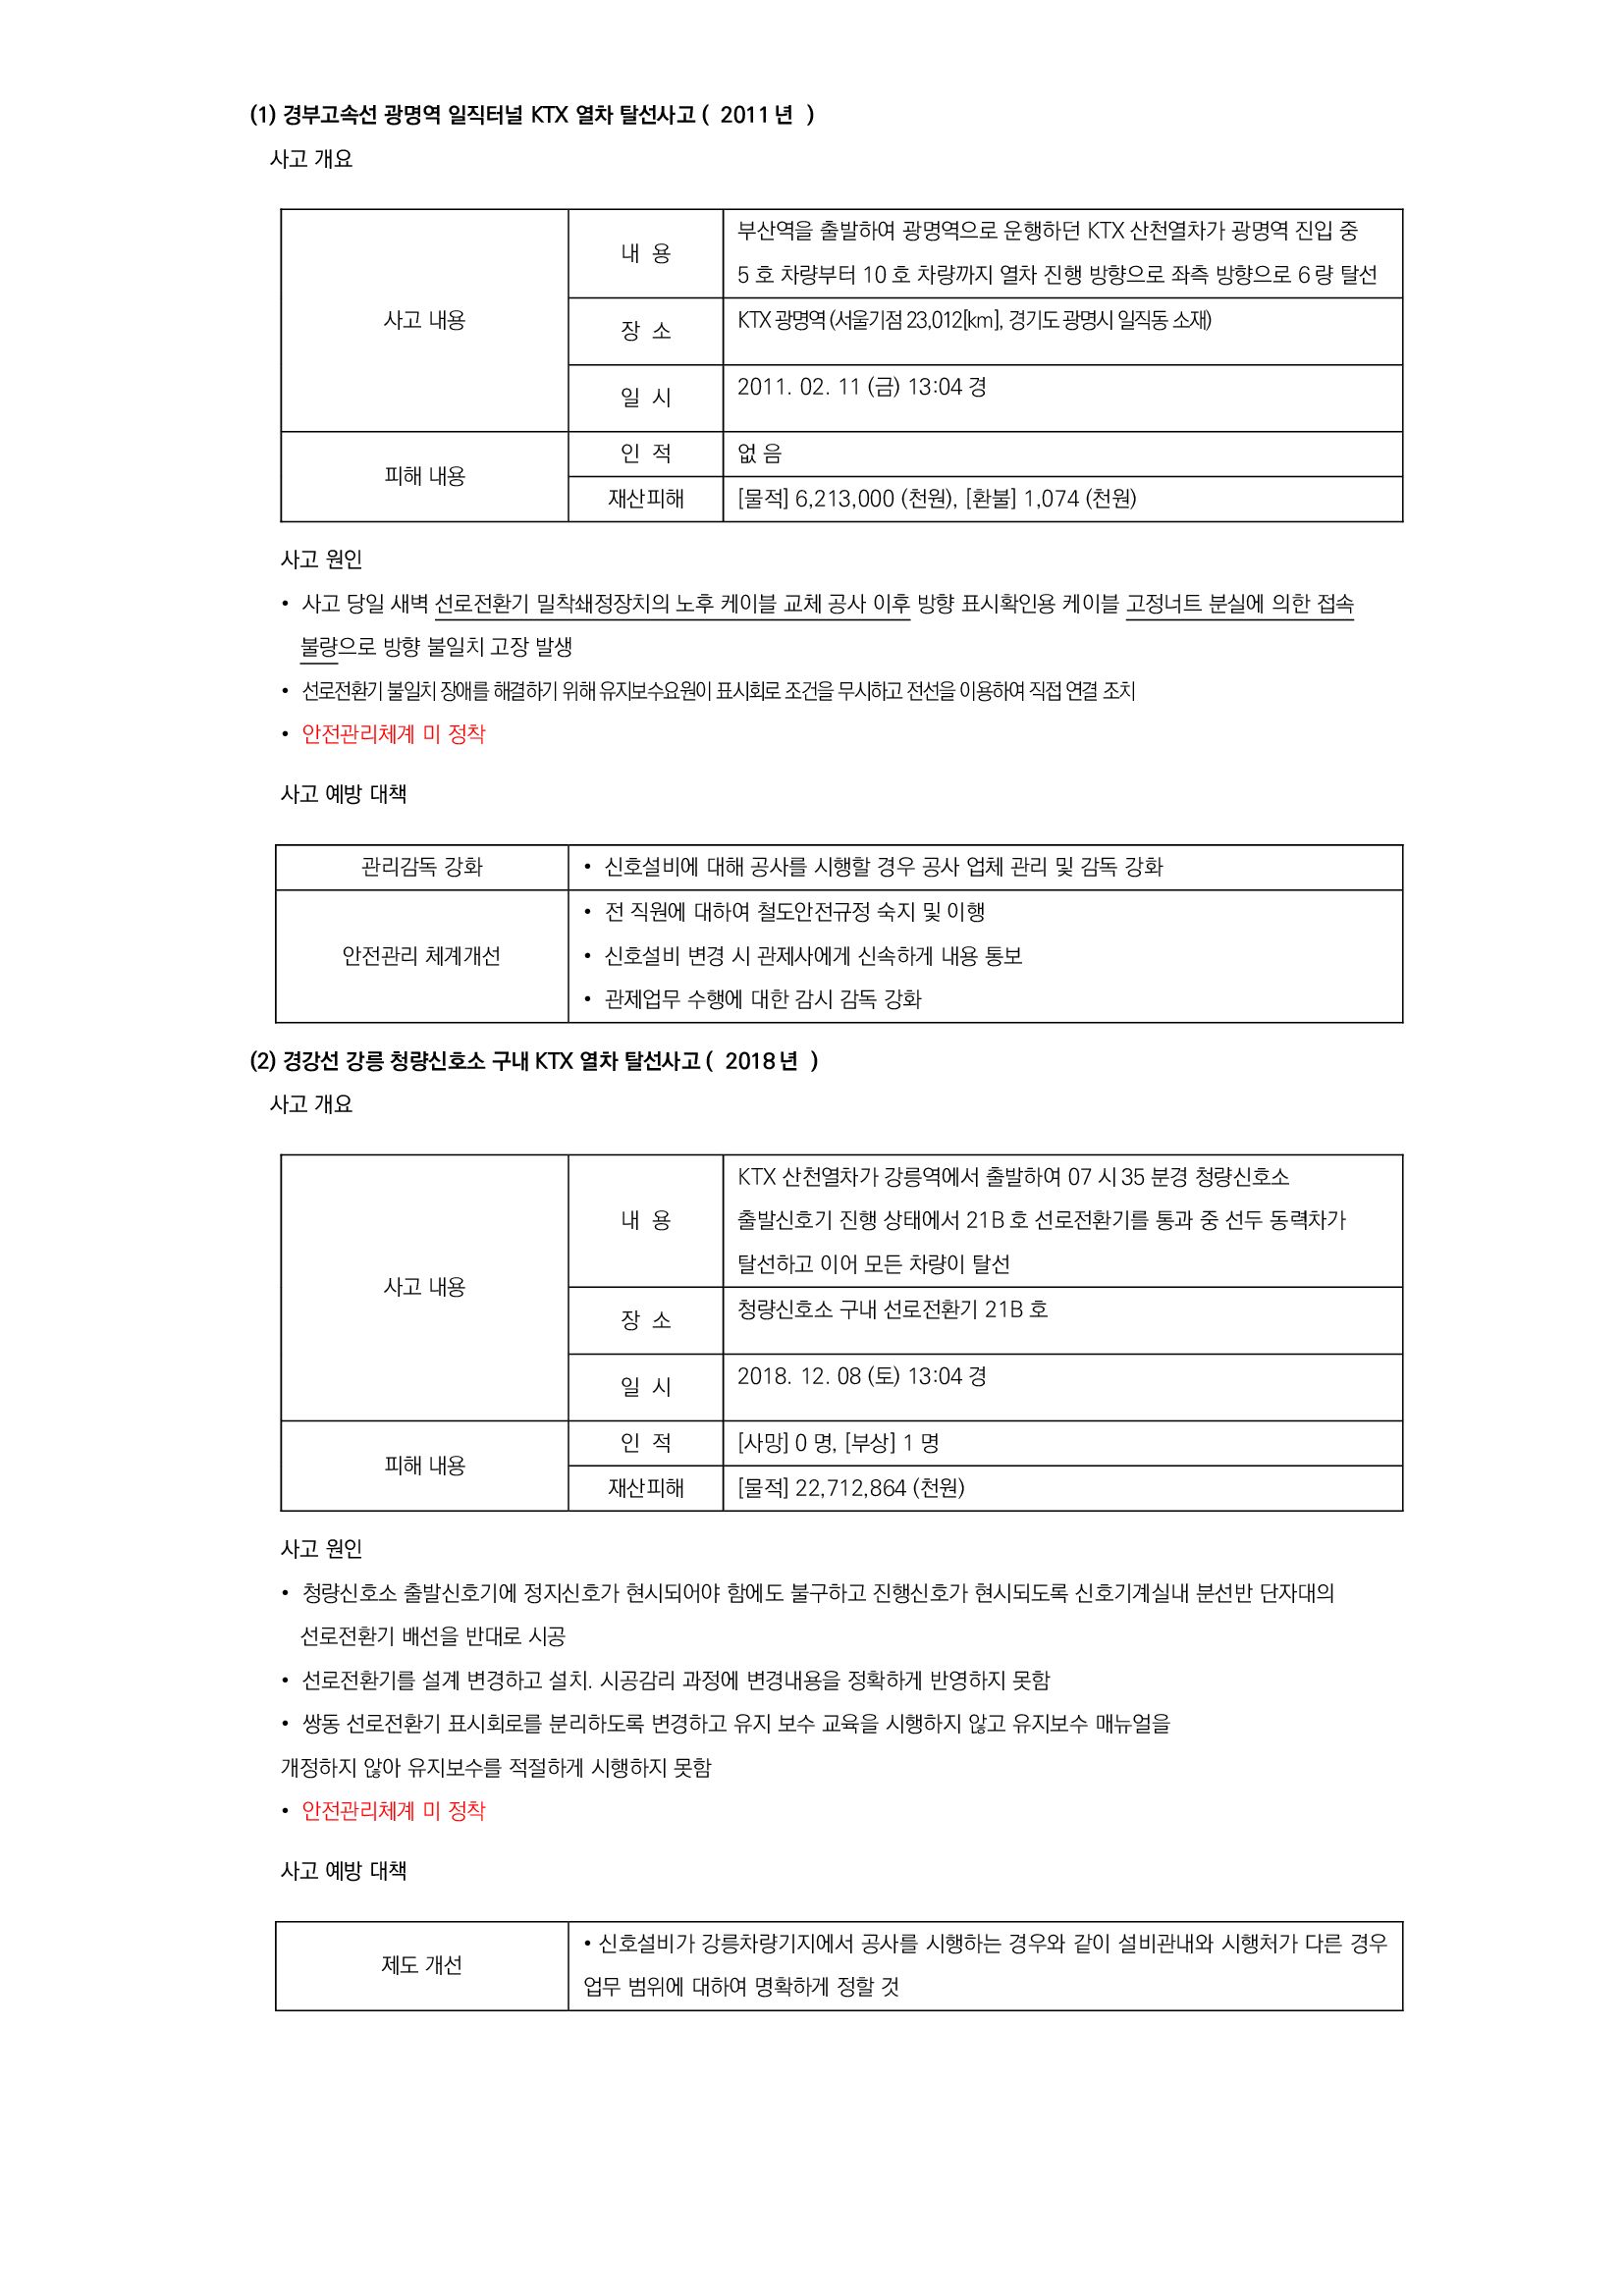 (1) 경부고속선 광명역 일직터널 KTX 열차 탈선사고 ( 2011 년 )
사고 개요
사고 내용
내 용
부산역을 출발하여 광명역으로 운행하던 KTX 산천열차가 광명역 진입 중
5 호 차량부터 10 호 차량까지 열차 진행 방향으로 좌측 방향으로 6 량 탈선
장 소
KTX 광명역 (서울기점 23,012[km], 경기도 광명시 일직동 소재)
일 시
2011. 02. 11 (금) 13:04 경
피해 내용
인 적
없 음
재산피해
[물적] 6,213,000 (천원), [환불] 1,074 (천원)
사고 원인
• 사고 당일 새벽 선로전환기 밀착쇄정장치의 노후 케이블 교체 공사 이후 방향 표시확인용 케이블 고정너트 분실에 의한 접속
불량으로 방향 불일치 고장 발생
• 선로전환기 불일치 장애를 해결하기 위해 유지보수요원이 표시회로 조건을 무시하고 전선을 이용하여 직접 연결 조치
• 안전관리체계 미 정착
사고 예방 대책
관리감독 강화
• 신호설비에 대해 공사를 시행할 경우 공사 업체 관리 및 감독 강화
안전관리 체계개선
• 전 직원에 대하여 철도안전규정 숙지 및 이행
• 신호설비 변경 시 관제사에게 신속하게 내용 통보
• 관제업무 수행에 대한 감시 감독 강화
(2) 경강선 강릉 청량신호소 구내 KTX 열차 탈선사고 ( 2018 년 )
사고 개요
사고 내용
내 용
KTX 산천열차가 강릉역에서 출발하여 07 시 35 분경 청량신호소
출발신호기 진행 상태에서 21B 호 선로전환기를 통과 중 선두 동력차가
탈선하고 이어 모든 차량이 탈선
장 소
청량신호소 구내 선로전환기 21B 호
일 시
2018. 12. 08 (토) 13:04 경
피해 내용
인 적
[사망] 0 명, [부상] 1 명
재산피해
[물적] 22,712,864 (천원)
사고 원인
• 청량신호소 출발신호기에 정지신호가 현시되어야 함에도 불구하고 진행신호가 현시되도록 신호기계실내 분선반 단자대의
선로전환기 배선을 반대로 시공
• 선로전환기를 설계 변경하고 설치. 시공감리 과정에 변경내용을 정확하게 반영하지 못함
• 쌍동 선로전환기 표시회로를 분리하도록 변경하고 유지 보수 교육을 시행하지 않고 유지보수 매뉴얼을
개정하지 않아 유지보수를 적절하게 시행하지 못함
• 안전관리체계 미 정착
사고 예방 대책
제도 개선
• 신호설비가 강릉차량기지에서 공사를 시행하는 경우와 같이 설비관내와 시행처가 다른 경우
업무 범위에 대하여 명확하게 정할 것